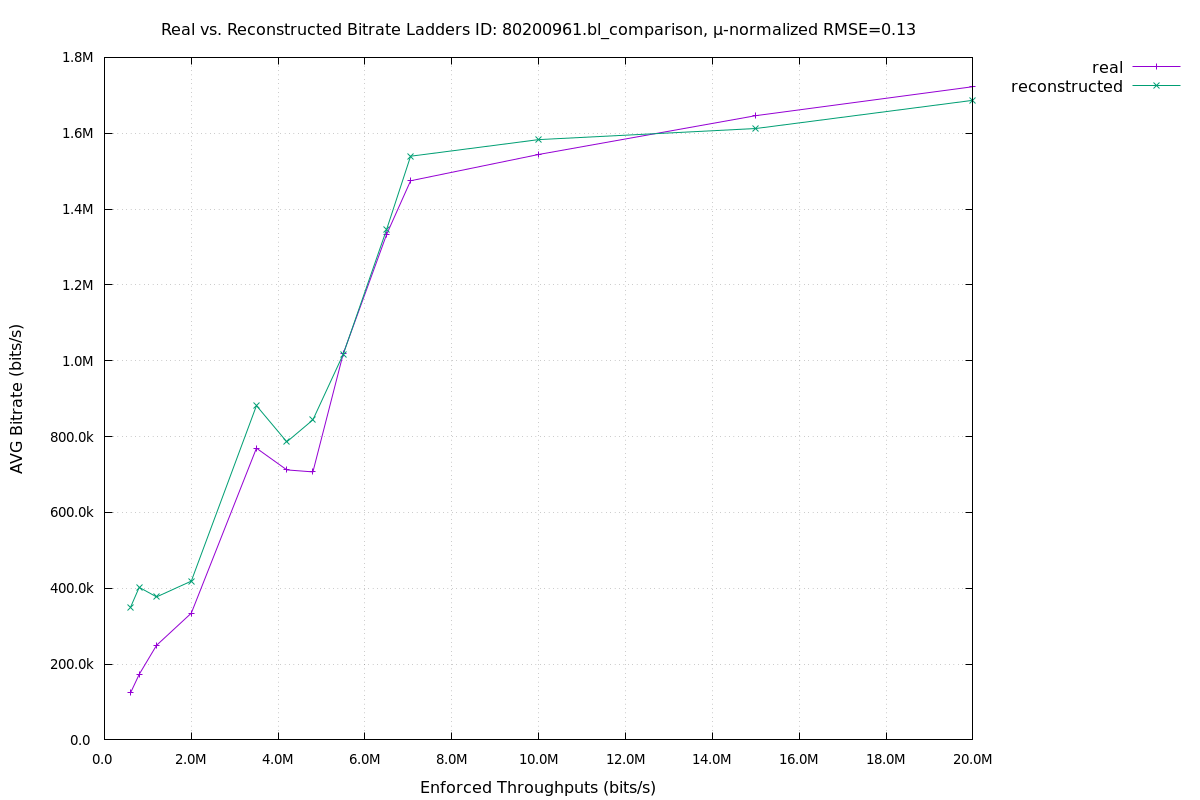 Real vs. Reconstructed Bitrate Ladders ID: 80200961.bl_comparison, μ-normalized RMSE=0.13
real
reconstructed
1.8M
1.6M
1.4M
1.2M
1.0M
800.0k
600.0k
400.0k
200.0k
0.0
AVG Bitrate (bits/s)
0.0 2.0M 4.0M 6.0M 8.0M 10.0M 12.0M 14.0M 16.0M 18.0M 20.0M
Enforced Throughputs (bits/s)